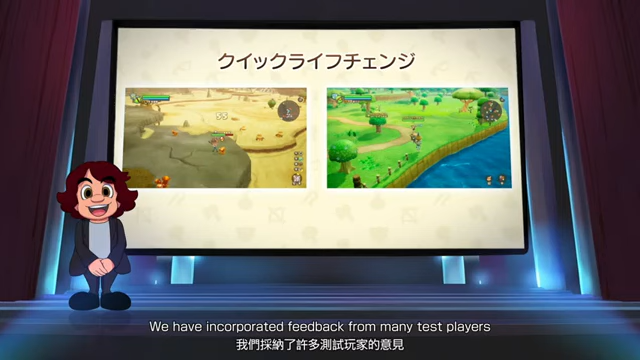 クイックライフチェンジ
55
We have incorporated feedback from many test players
我們採納了許多測試玩家的意見